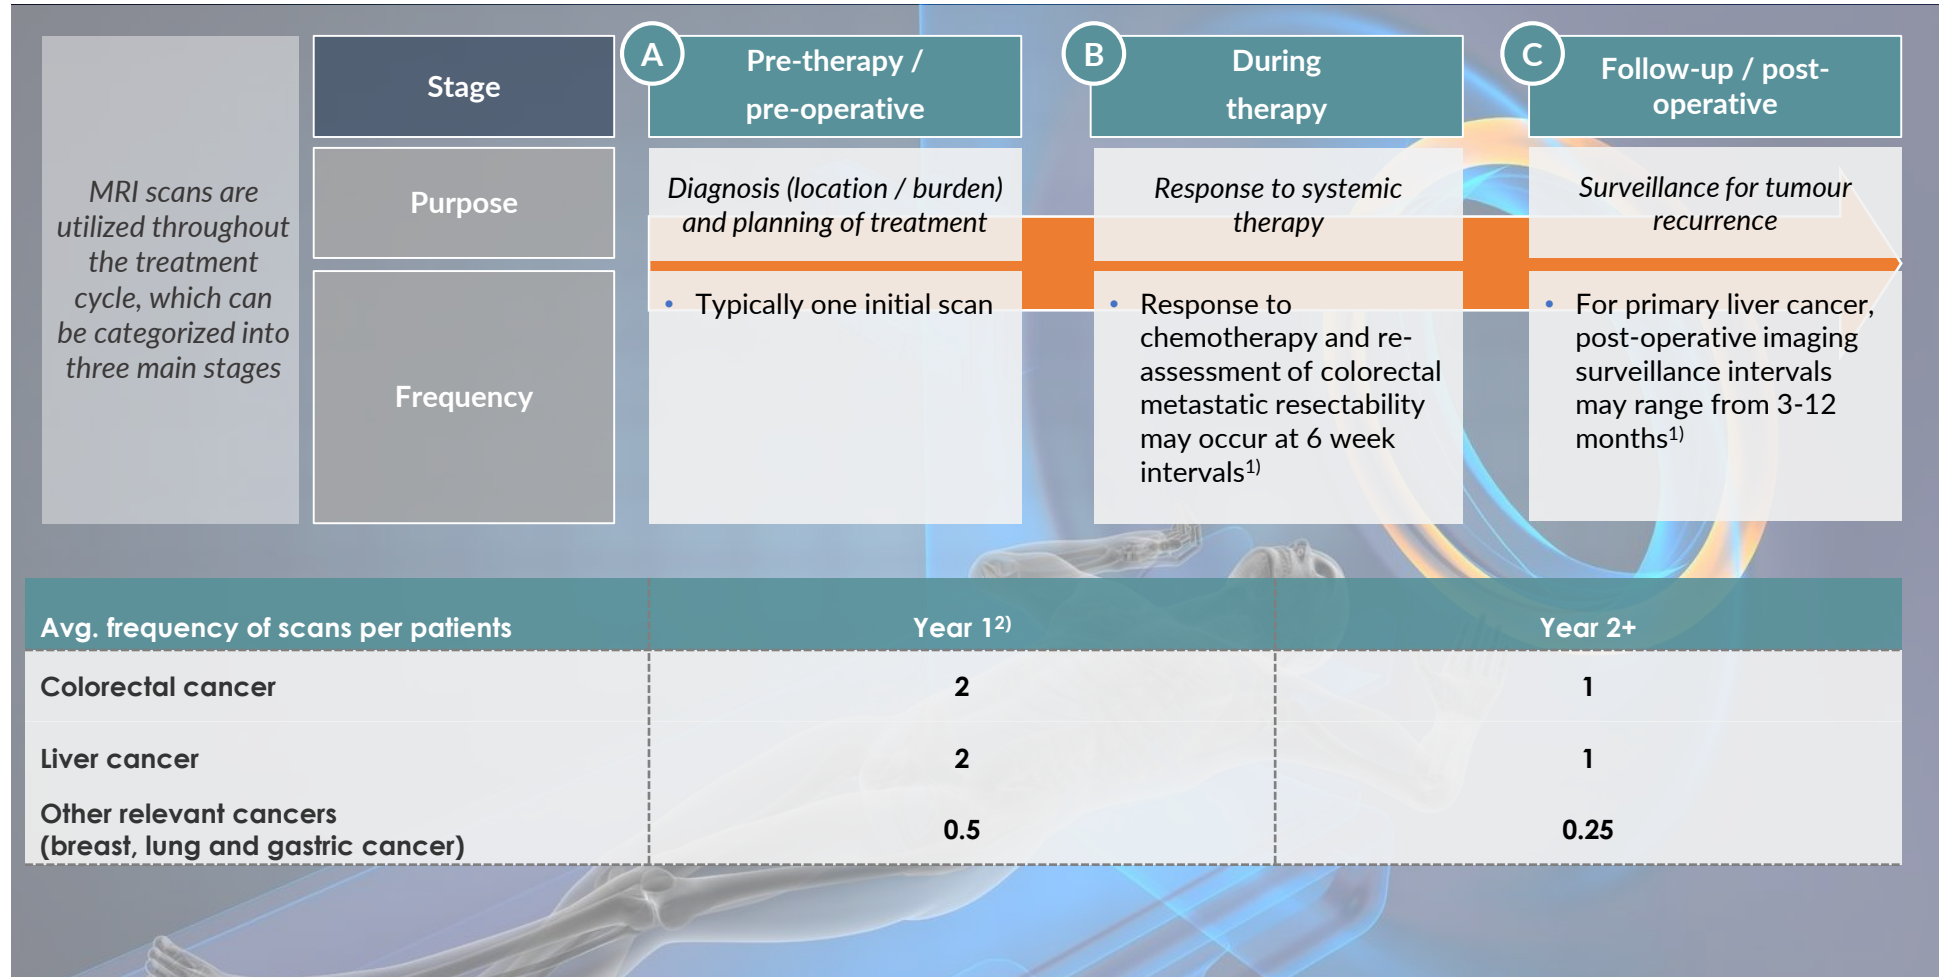 MRI scans are
utilized throughout
the treatment
cycle, which can
be categorized into
three main stages
Stage
A
Pre-therapy /
pre-operative
B
During
therapy
C
Follow-up / post-
operative
Purpose
Diagnosis (location / burden)
and planning of treatment
Response to systemic
therapy
Surveillance for tumour
recurrence
Frequency
• Typically one initial scan
• Response to
chemotherapy and re-
assessment of colorectal
metastatic resectability
may occur at 6 week
intervals1)
• For primary liver cancer,
post-operative imaging
surveillance intervals
may range from 3-12
months1)
Avg. frequency of scans per patients
Year 12)
Year 2+
Colorectal cancer
2
1
Liver cancer
2
1
Other relevant cancers
(breast, lung and gastric cancer)
0.5
0.25